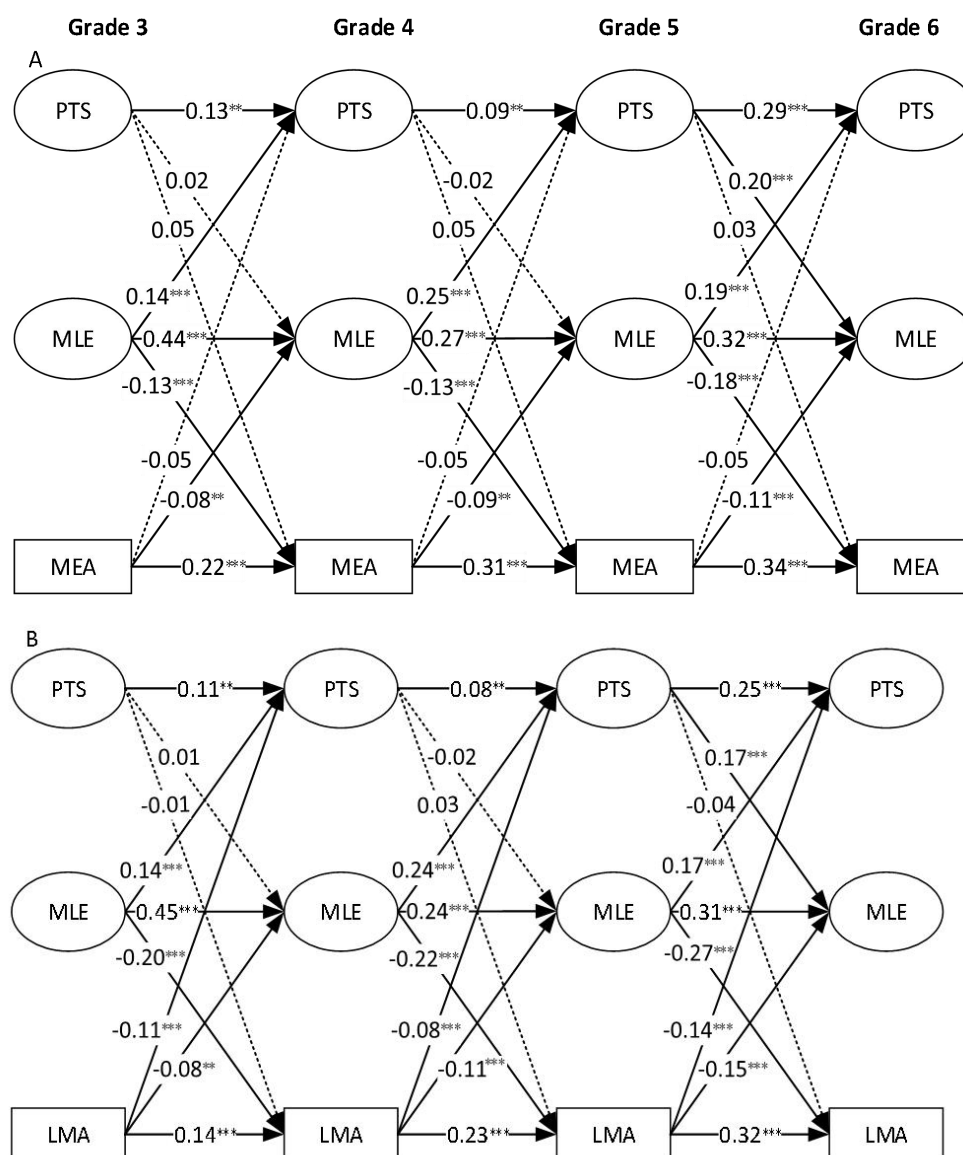 Grade 3 Grade 4 Grade 5 Grade 6
A
PTS 0.13** PTS 0.09** PTS 0.29*** PTS
0.02 -0.02 0.20***
0.05 0.05 0.03
0.14*** 0.25*** 0.19***
MLE 0.44*** MLE 0.27*** MLE 0.32*** MLE
-0.13*** -0.13*** -0.18***
-0.05 -0.05 -0.05
-0.08** -0.09** -0.11***
MEA 0.22*** MEA 0.31*** MEA 0.34*** MEA
B
PTS 0.11** PTS 0.08** PTS 0.25*** PTS
0.01 -0.02 0.17***
-0.01 0.03 -0.04
0.14*** 0.24*** 0.17***
MLE 0.45*** MLE 0.24*** MLE 0.31*** MLE
-0.20*** -0.22*** -0.27***
-0.11*** -0.08*** -0.14***
-0.08** -0.11*** -0.15***
LMA 0.14*** LMA 0.23*** LMA 0.32*** LMA